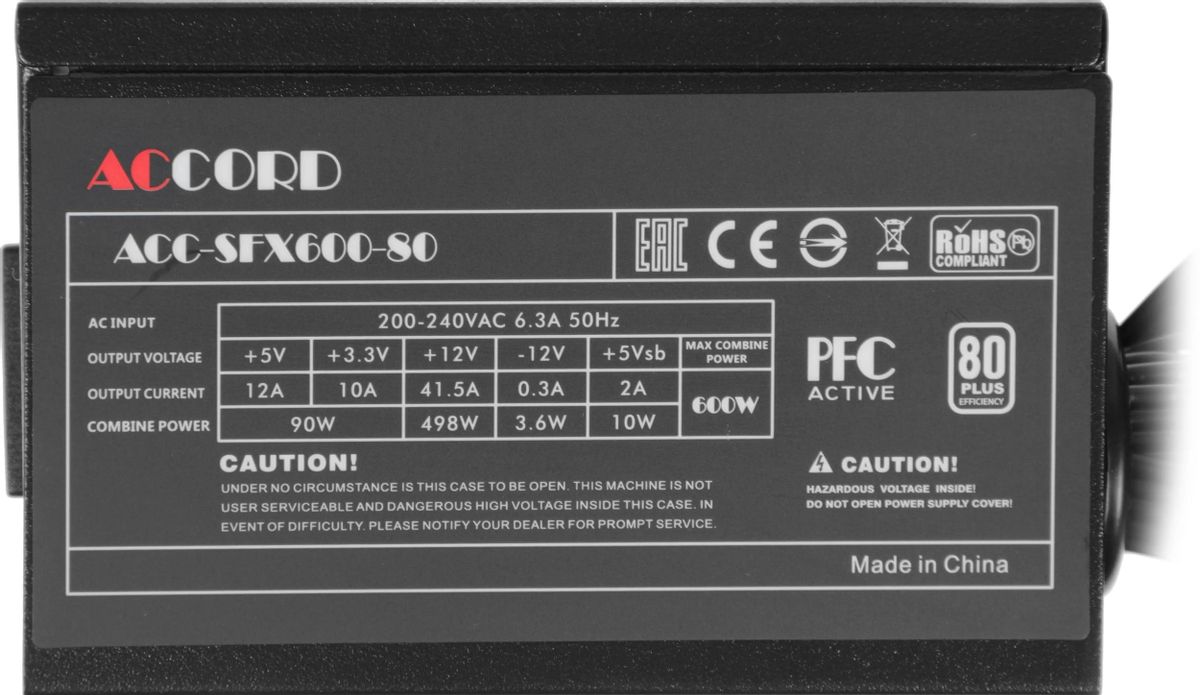 ACCORD
ACC-SFX600-80
EAC CE RoHS Pb
COMPLIANT
AC INPUT 200-240VAC 6.3A 50Hz
OUTPUT VOLTAGE +5V +3.3V +12V -12V +5Vsb MAX COMBINE POWER
OUTPUT CURRENT 12A 10A 41.5A 0.3A 2A 600W
COMBINE POWER 90W 498W 3.6W 10W
PFC
ACTIVE
80
PLUS
EFFICIENCY
CAUTION!
UNDER NO CIRCUMSTANCE IS THIS CASE TO BE OPEN. THIS MACHINE IS NOT
USER SERVICEABLE AND DANGEROUS HIGH VOLTAGE INSIDE THIS CASE. IN
EVENT OF DIFFICULTY. PLEASE NOTIFY YOUR DEALER FOR PROMPT SERVICE.
CAUTION!
HAZARDOUS VOLTAGE INSIDE!
DO NOT OPEN POWER SUPPLY COVER!
Made in China